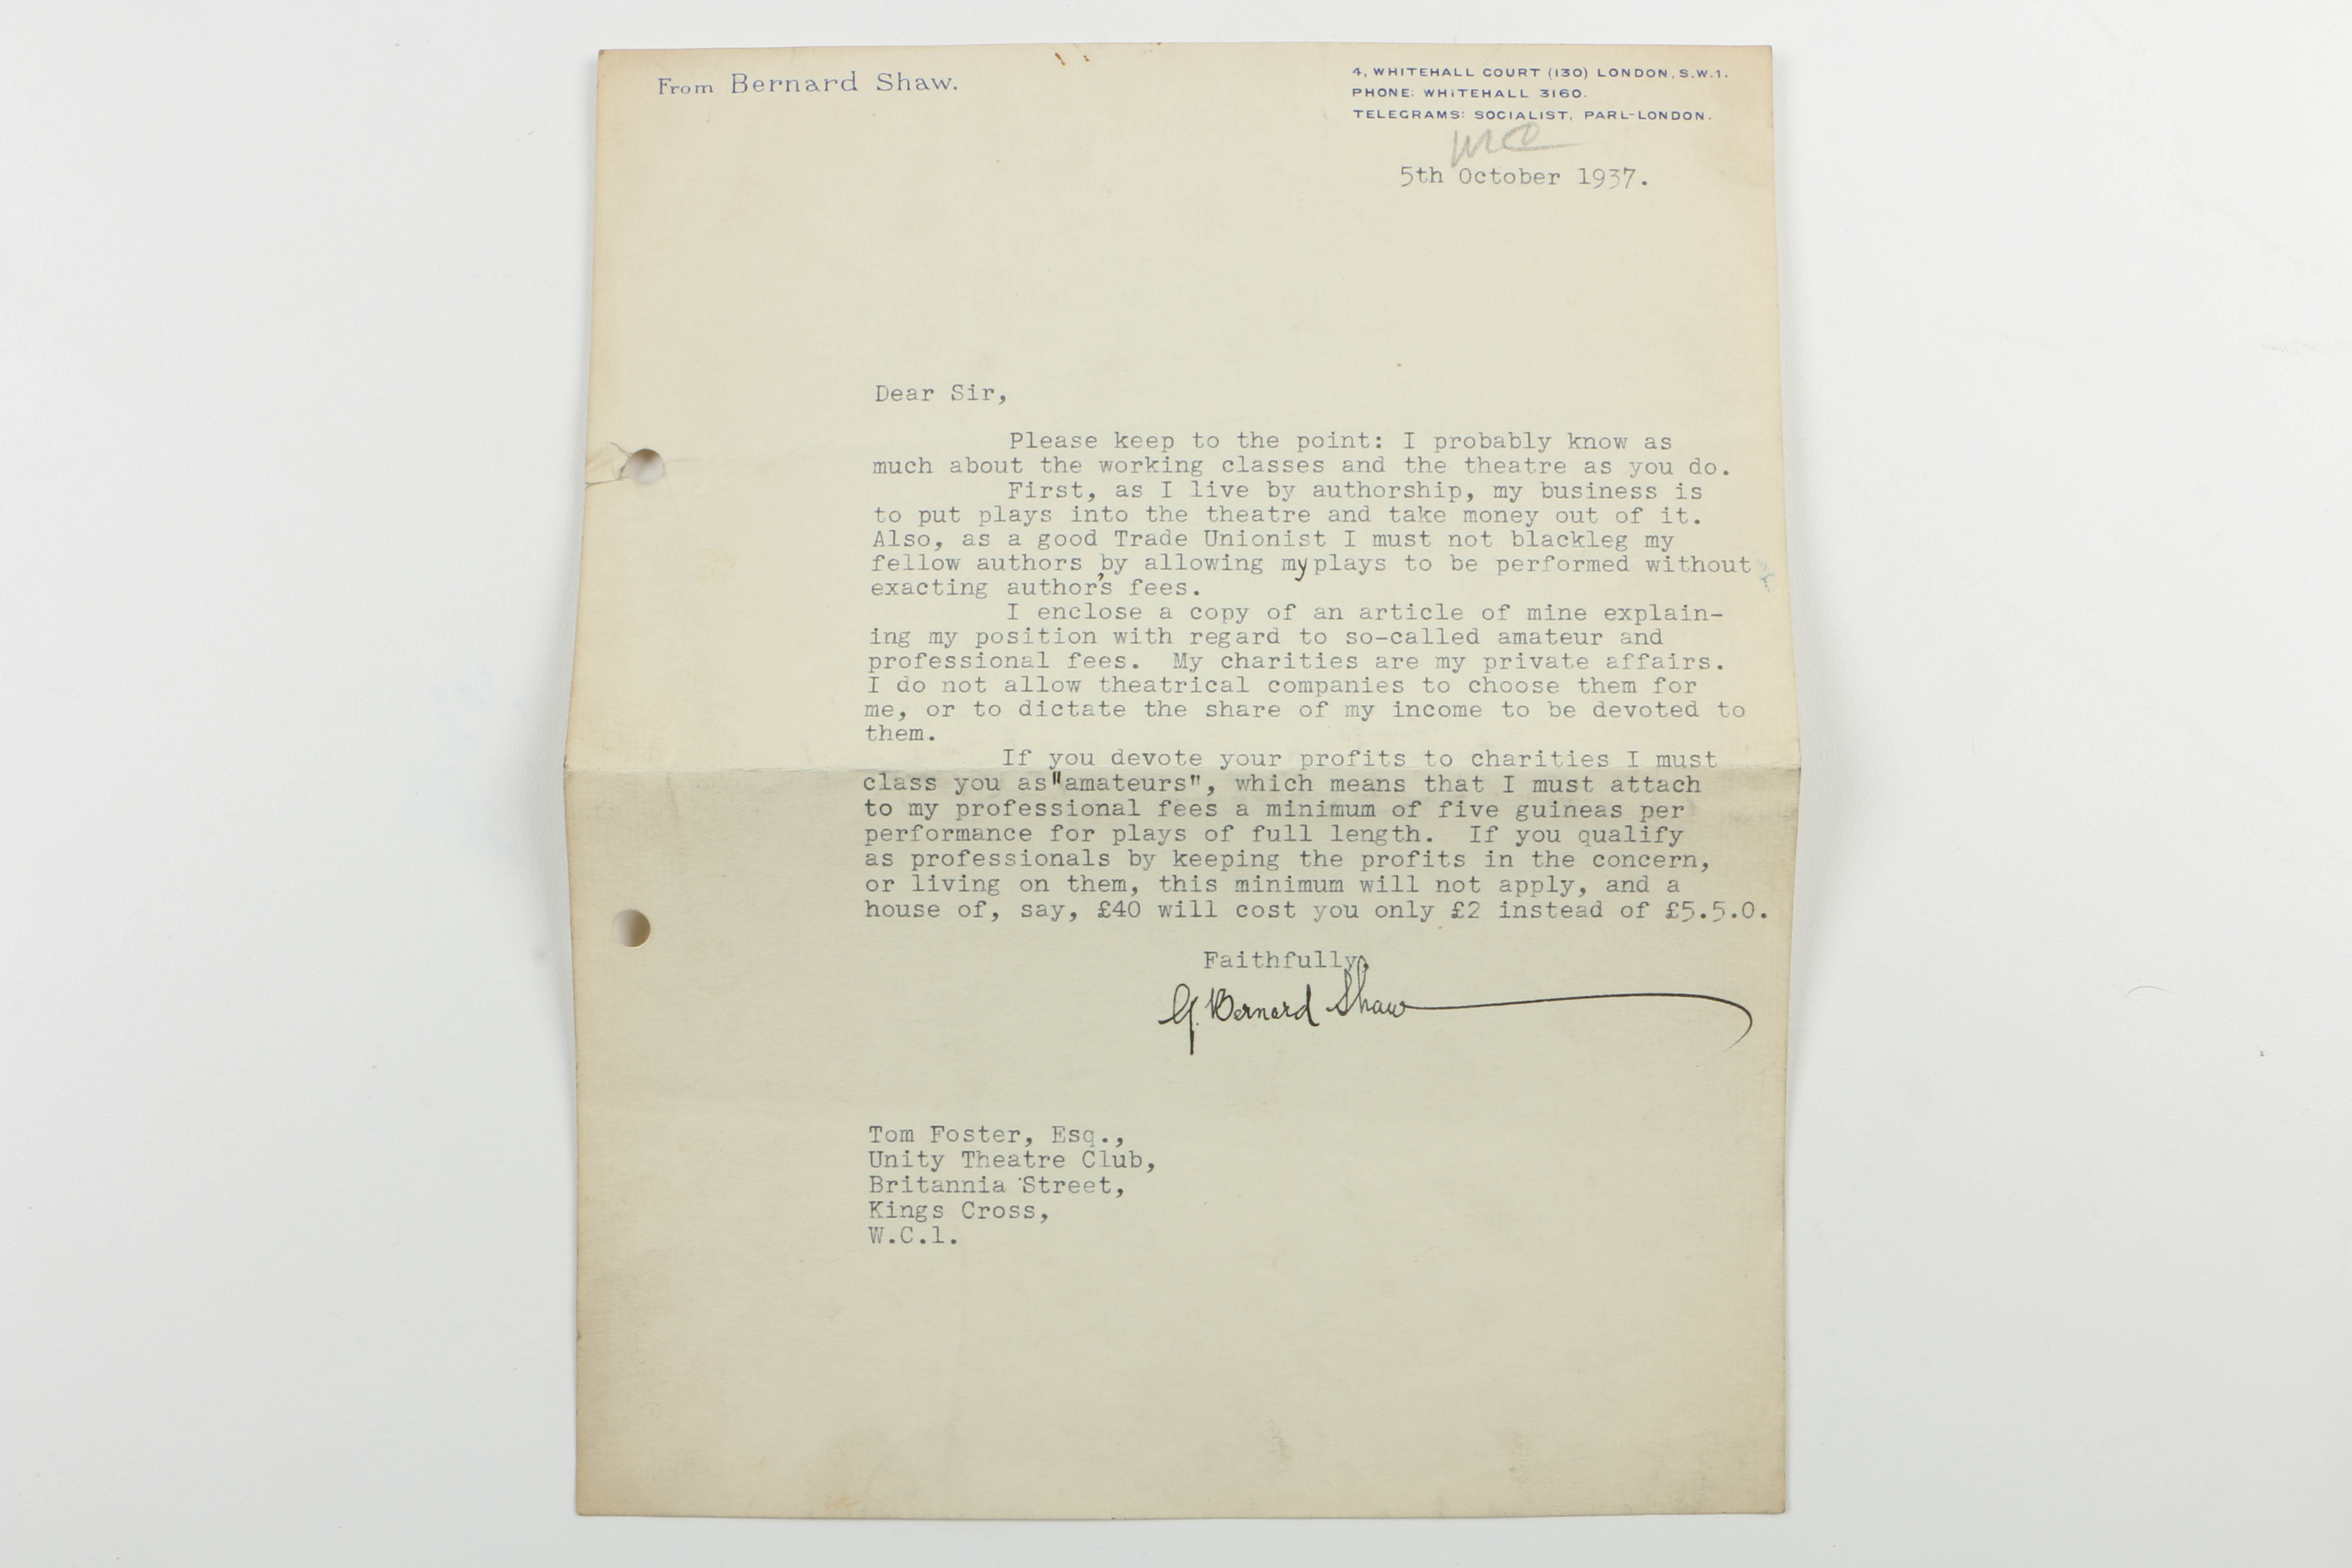 From Bernard Shaw.
4, WHITEHALL COURT (130) LONDON, S.W.1.
PHONE: WHITEHALL 3160.
TELEGRAMS: SOCIALIST, PARL-LONDON.
5th October 1937.
Dear Sir,
Please keep to the point: I probably know as
much about the working classes and the theatre as you do.
First, as I live by authorship, my business is
to put plays into the theatre and take money out of it.
Also, as a good Trade Unionist I must not blackleg my
fellow authors by allowing my plays to be performed without
exacting author's fees.
I enclose a copy of an article of mine explain-
ing my position with regard to so-called amateur and
professional fees. My charities are my private affairs.
I do not allow theatrical companies to choose them for
me, or to dictate the share of my income to be devoted to
them.
If you devote your profits to charities I must
class you as "amateurs", which means that I must attach
to my professional fees a minimum of five guineas per
performance for plays of full length. If you qualify
as professionals by keeping the profits in the concern,
or living on them, this minimum will not apply, and a
house of, say, £40 will cost you only £2 instead of £5.5.0.
Faithfully,
G. Bernard Shaw
Tom Foster, Esq.,
Unity Theatre Club,
Britannia Street,
Kings Cross,
W.C.1.